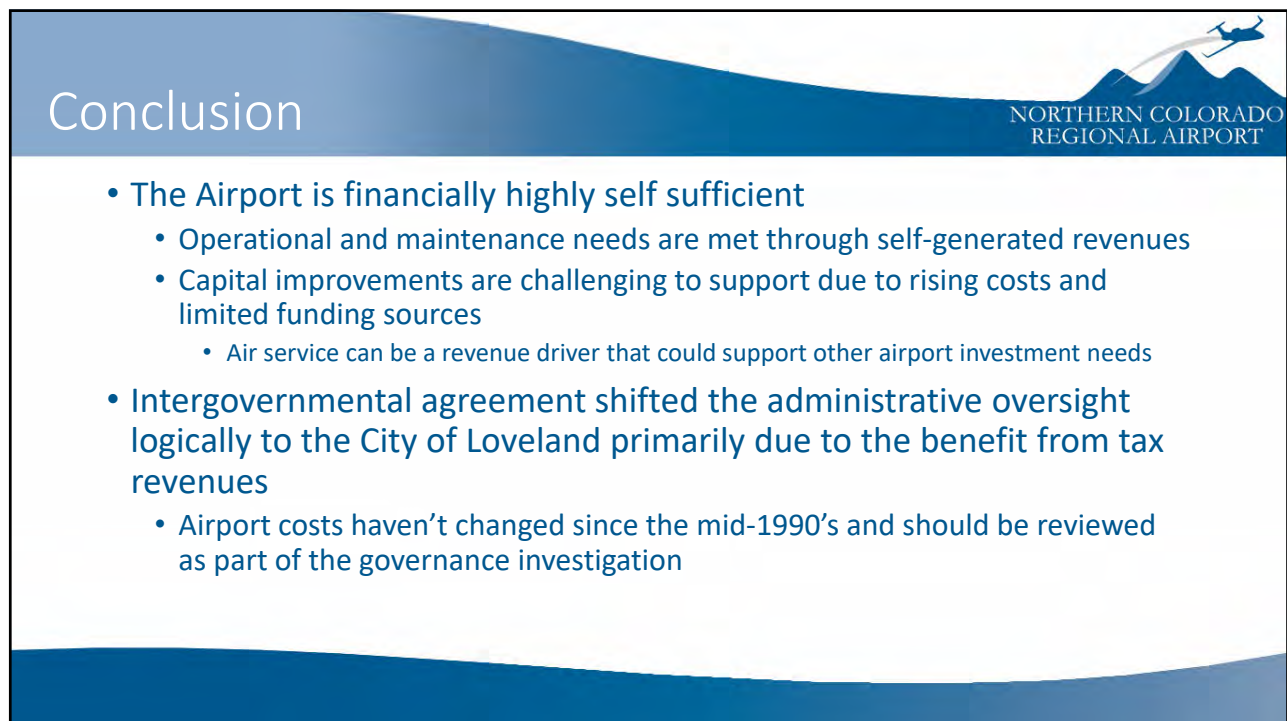 Conclusion
NORTHERN COLORADO
REGIONAL AIRPORT
• The Airport is financially highly self sufficient
• Operational and maintenance needs are met through self-generated revenues
• Capital improvements are challenging to support due to rising costs and
limited funding sources
• Air service can be a revenue driver that could support other airport investment needs
• Intergovernmental agreement shifted the administrative oversight
logically to the City of Loveland primarily due to the benefit from tax
revenues
• Airport costs haven’t changed since the mid-1990’s and should be reviewed
as part of the governance investigation